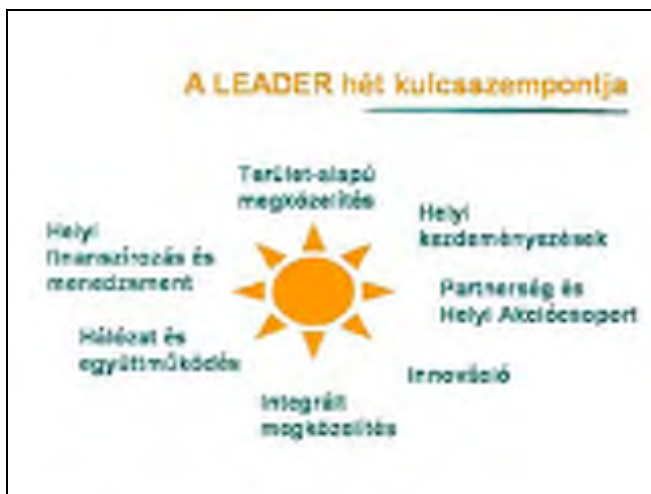 A LEADER hét kulcsszempontja
Terület-alapú
megközelítés
Helyi
kezdeményezések
Partnerség és
Helyi Akciócsoport
Innováció
Integrált
megközelítés
Hálózat és
együttműködés
Helyi
finanszírozás és
menedzsment